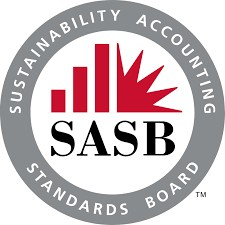 SUSTAINABILITY ACCOUNTING
SASB
STANDARDS BOARD
TM